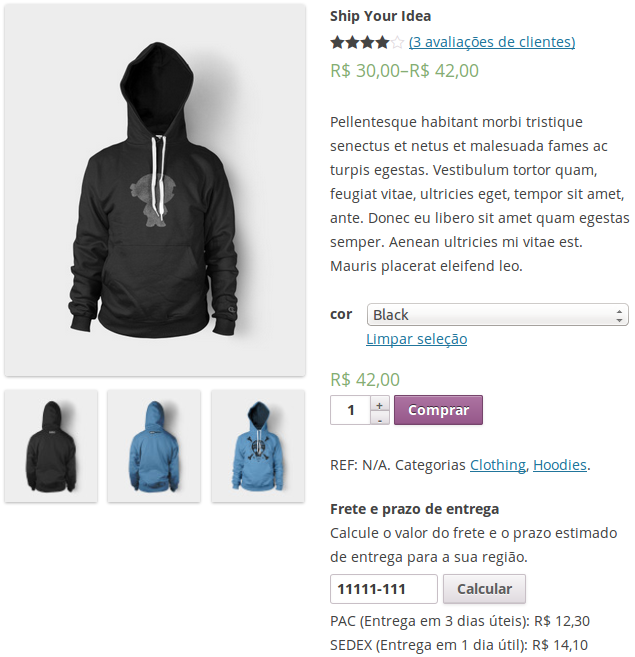 Ship Your Idea
(3 avaliações de clientes)
R$ 30,00–R$ 42,00
Pellentesque habitant morbi tristique
senectus et netus et malesuada fames ac
turpis egestas. Vestibulum tortor quam,
feugiat vitae, ultricies eget, tempor sit amet,
ante. Donec eu libero sit amet quam egestas
semper. Aenean ultricies mi vitae est.
Mauris placerat eleifend leo.
cor Black
Limpar seleção
R$ 42,00
1 + - Comprar
REF: N/A. Categorias Clothing, Hoodies.
Frete e prazo de entrega
Calcule o valor do frete e o prazo estimado
de entrega para a sua região.
11111-111 Calcular
PAC (Entrega em 3 dias úteis): R$ 12,30
SEDEX (Entrega em 1 dia útil): R$ 14,10